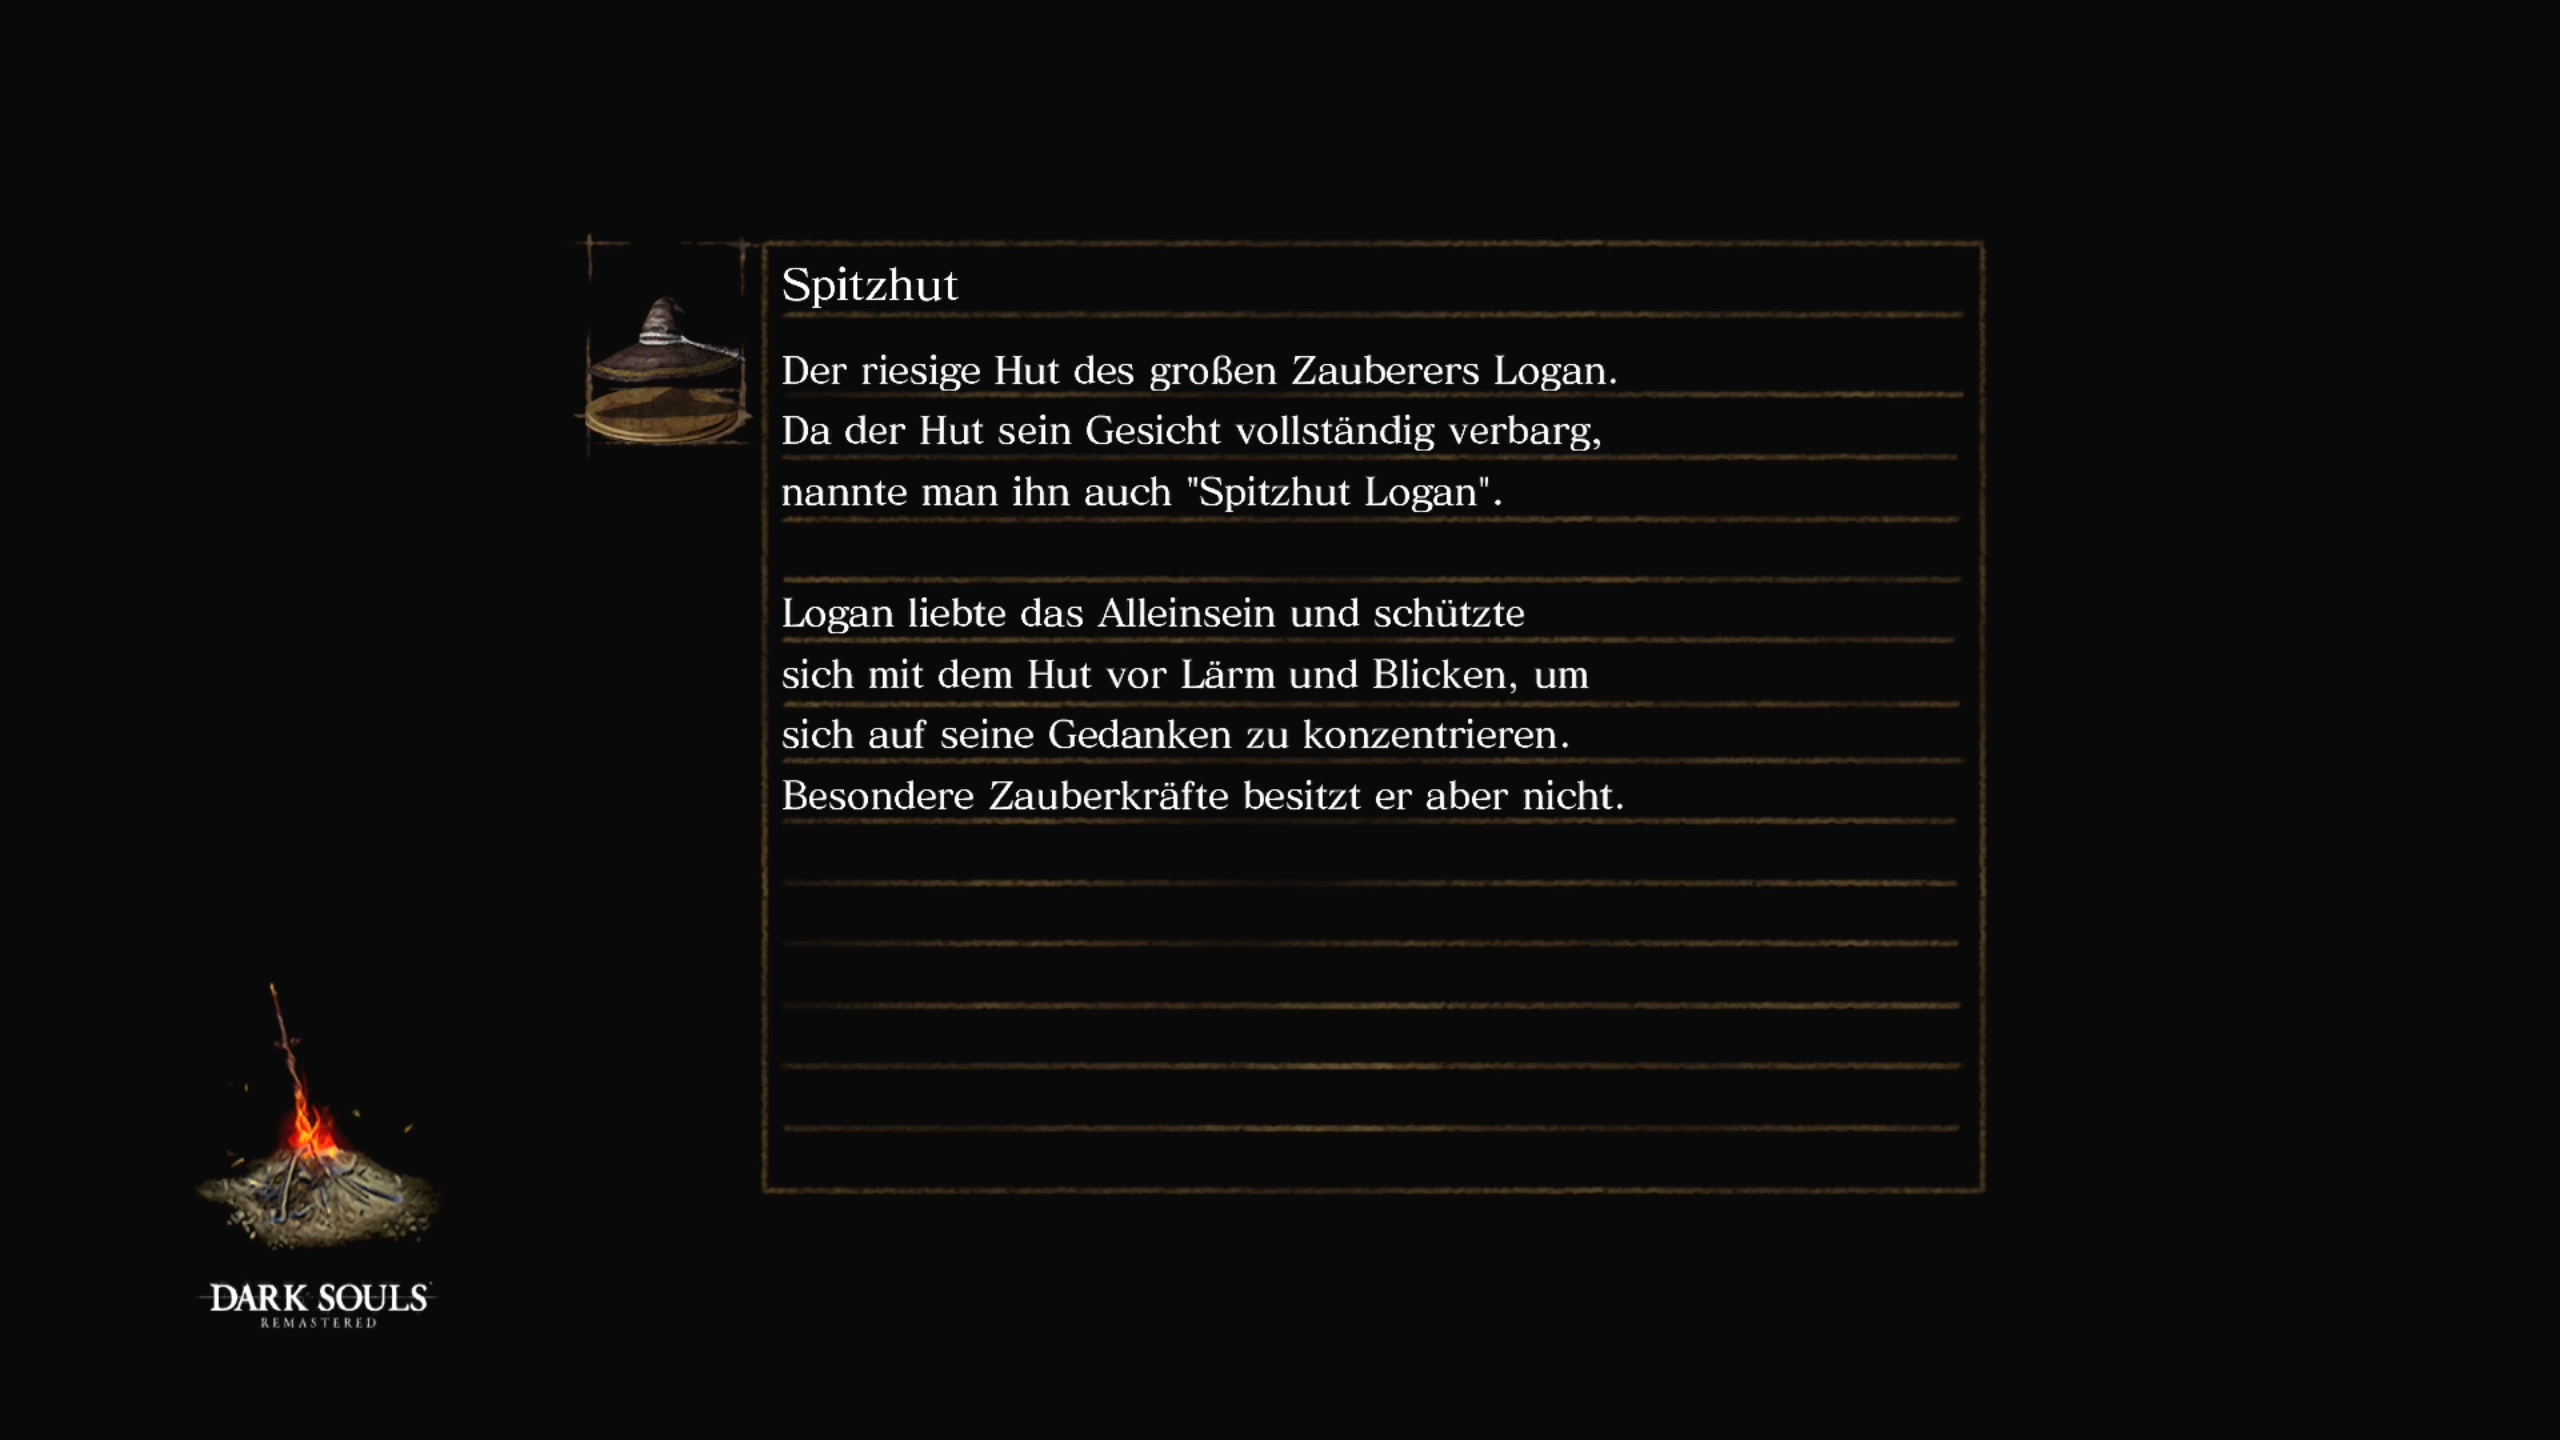 Spitzhut
Der riesige Hut des großen Zauberers Logan.
Da der Hut sein Gesicht vollständig verbarg,
nannte man ihn auch "Spitzhut Logan".
Logan liebte das Alleinsein und schützte
sich mit dem Hut vor Lärm und Blicken, um
sich auf seine Gedanken zu konzentrieren.
Besondere Zauberkräfte besitzt er aber nicht.
DARK SOULS
REMASTERED